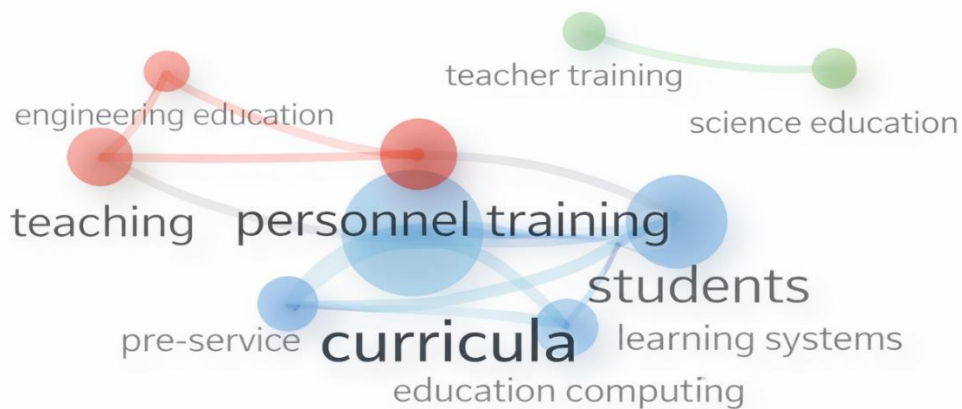 teacher training
engineering education
science education
teaching
personnel training
students
pre-service
curricula
learning systems
education computing